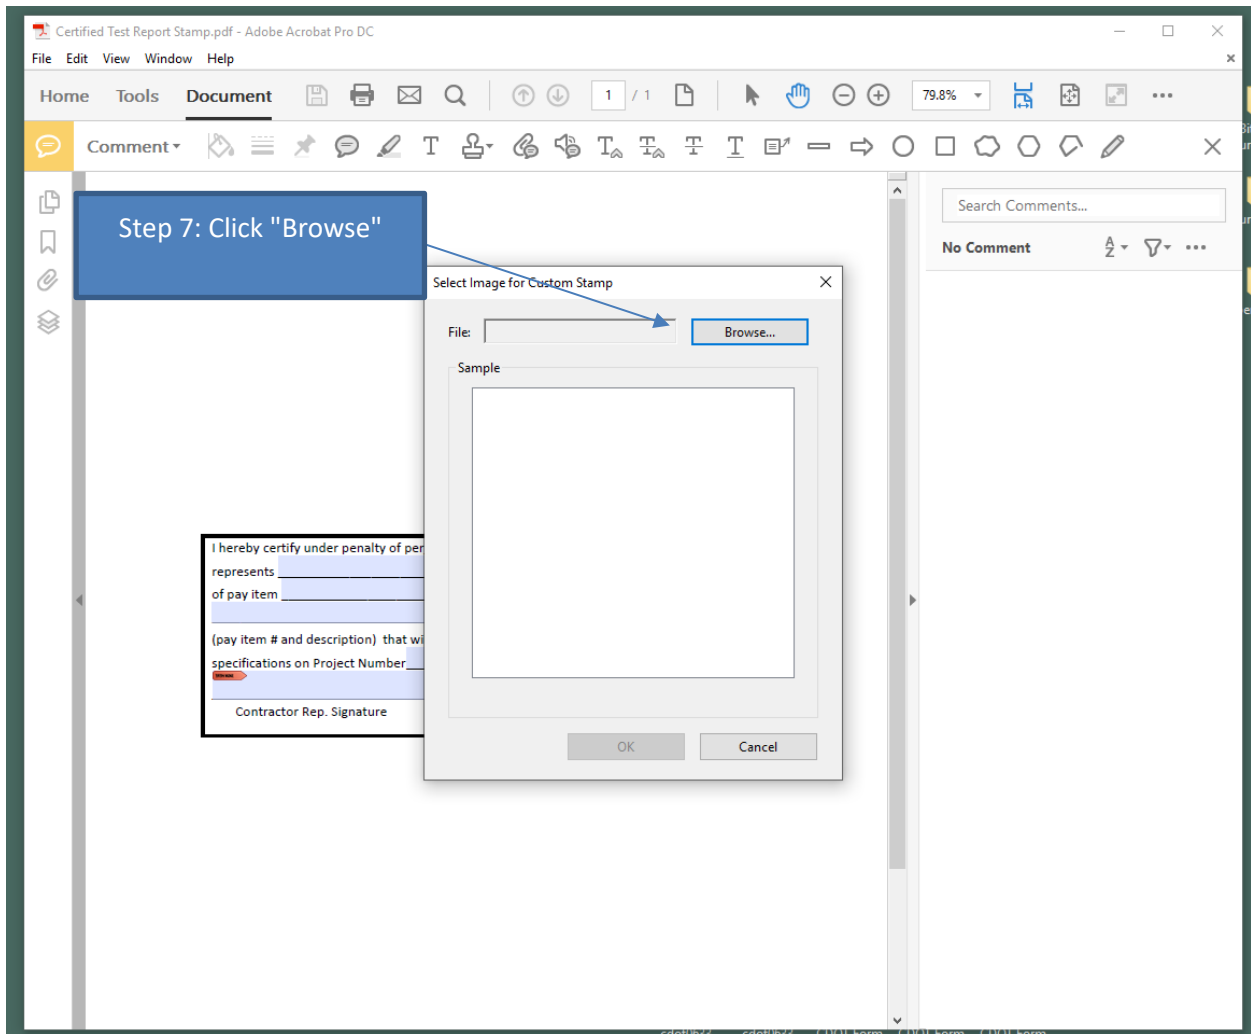 Certified Test Report Stamp.pdf - Adobe Acrobat Pro DC
File Edit View Window Help
Home Tools Document 1 / 1 79.8%
Comment
Step 7: Click "Browse"
Search Comments...
No Comment
Select Image for Custom Stamp
File: Browse...
Sample
I hereby certify under penalty of per
represents
of pay item
(pay item # and description) that wi
specifications on Project Number
Contractor Rep. Signature
OK Cancel